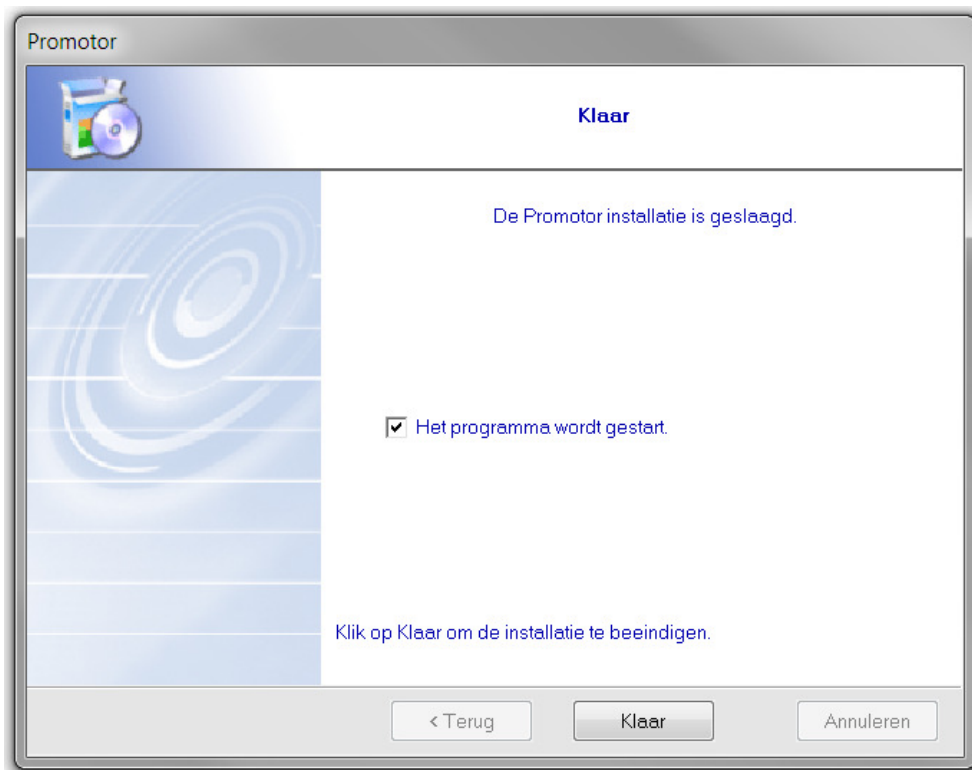 Promotor
Klaar
De Promotor installatie is geslaagd.
Het programma wordt gestart.
Klik op Klaar om de installatie te beeindigen.
< Terug
Klaar
Annuleren